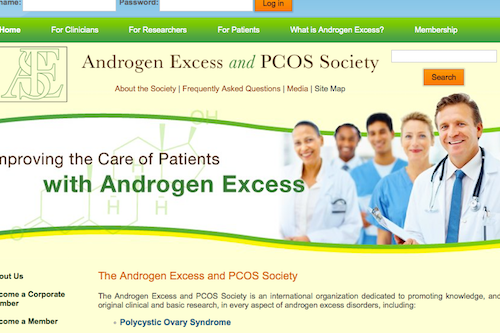 name: Password: Log in
Home For Clinicians For Researchers For Patients What is Androgen Excess? Membership
Androgen Excess and PCOS Society
About the Society | Frequently Asked Questions | Media | Site Map
Search
OH
mproving the Care of Patients
with Androgen Excess
out Us
The Androgen Excess and PCOS Society
come a Corporate
mber
The Androgen Excess and PCOS Society is an international organization dedicated to promoting knowledge, and
original clinical and basic research, in every aspect of androgen excess disorders, including:
come a Member
Polycystic Ovary Syndrome